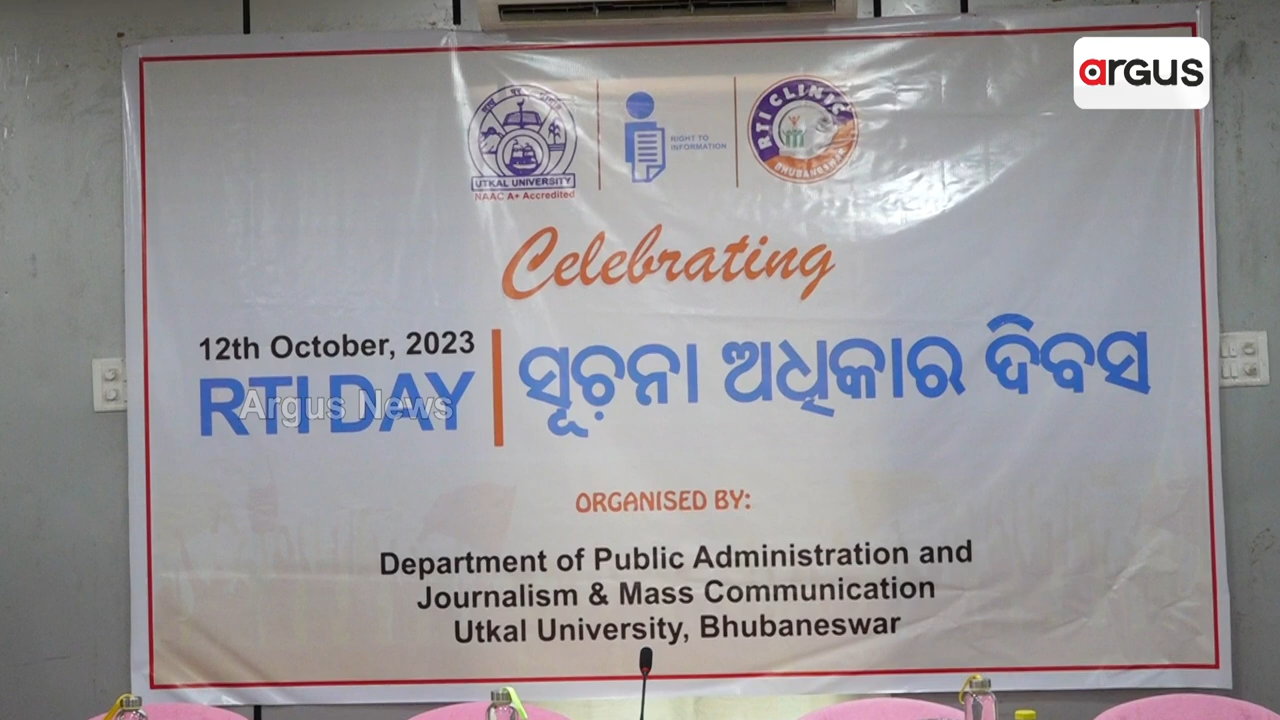 argus
UTKAL UNIVERSITY
NAAC A+ Accredited
RIGHT TO
INFORMATION
RTI CLINIC
BHUBANESWAR
Celebrating
12th October, 2023
RTI DAY
ସୂଚନା ଅଧିକାର ଦିବସ
Argus News
ORGANISED BY:
Department of Public Administration and
Journalism & Mass Communication
Utkal University, Bhubaneswar